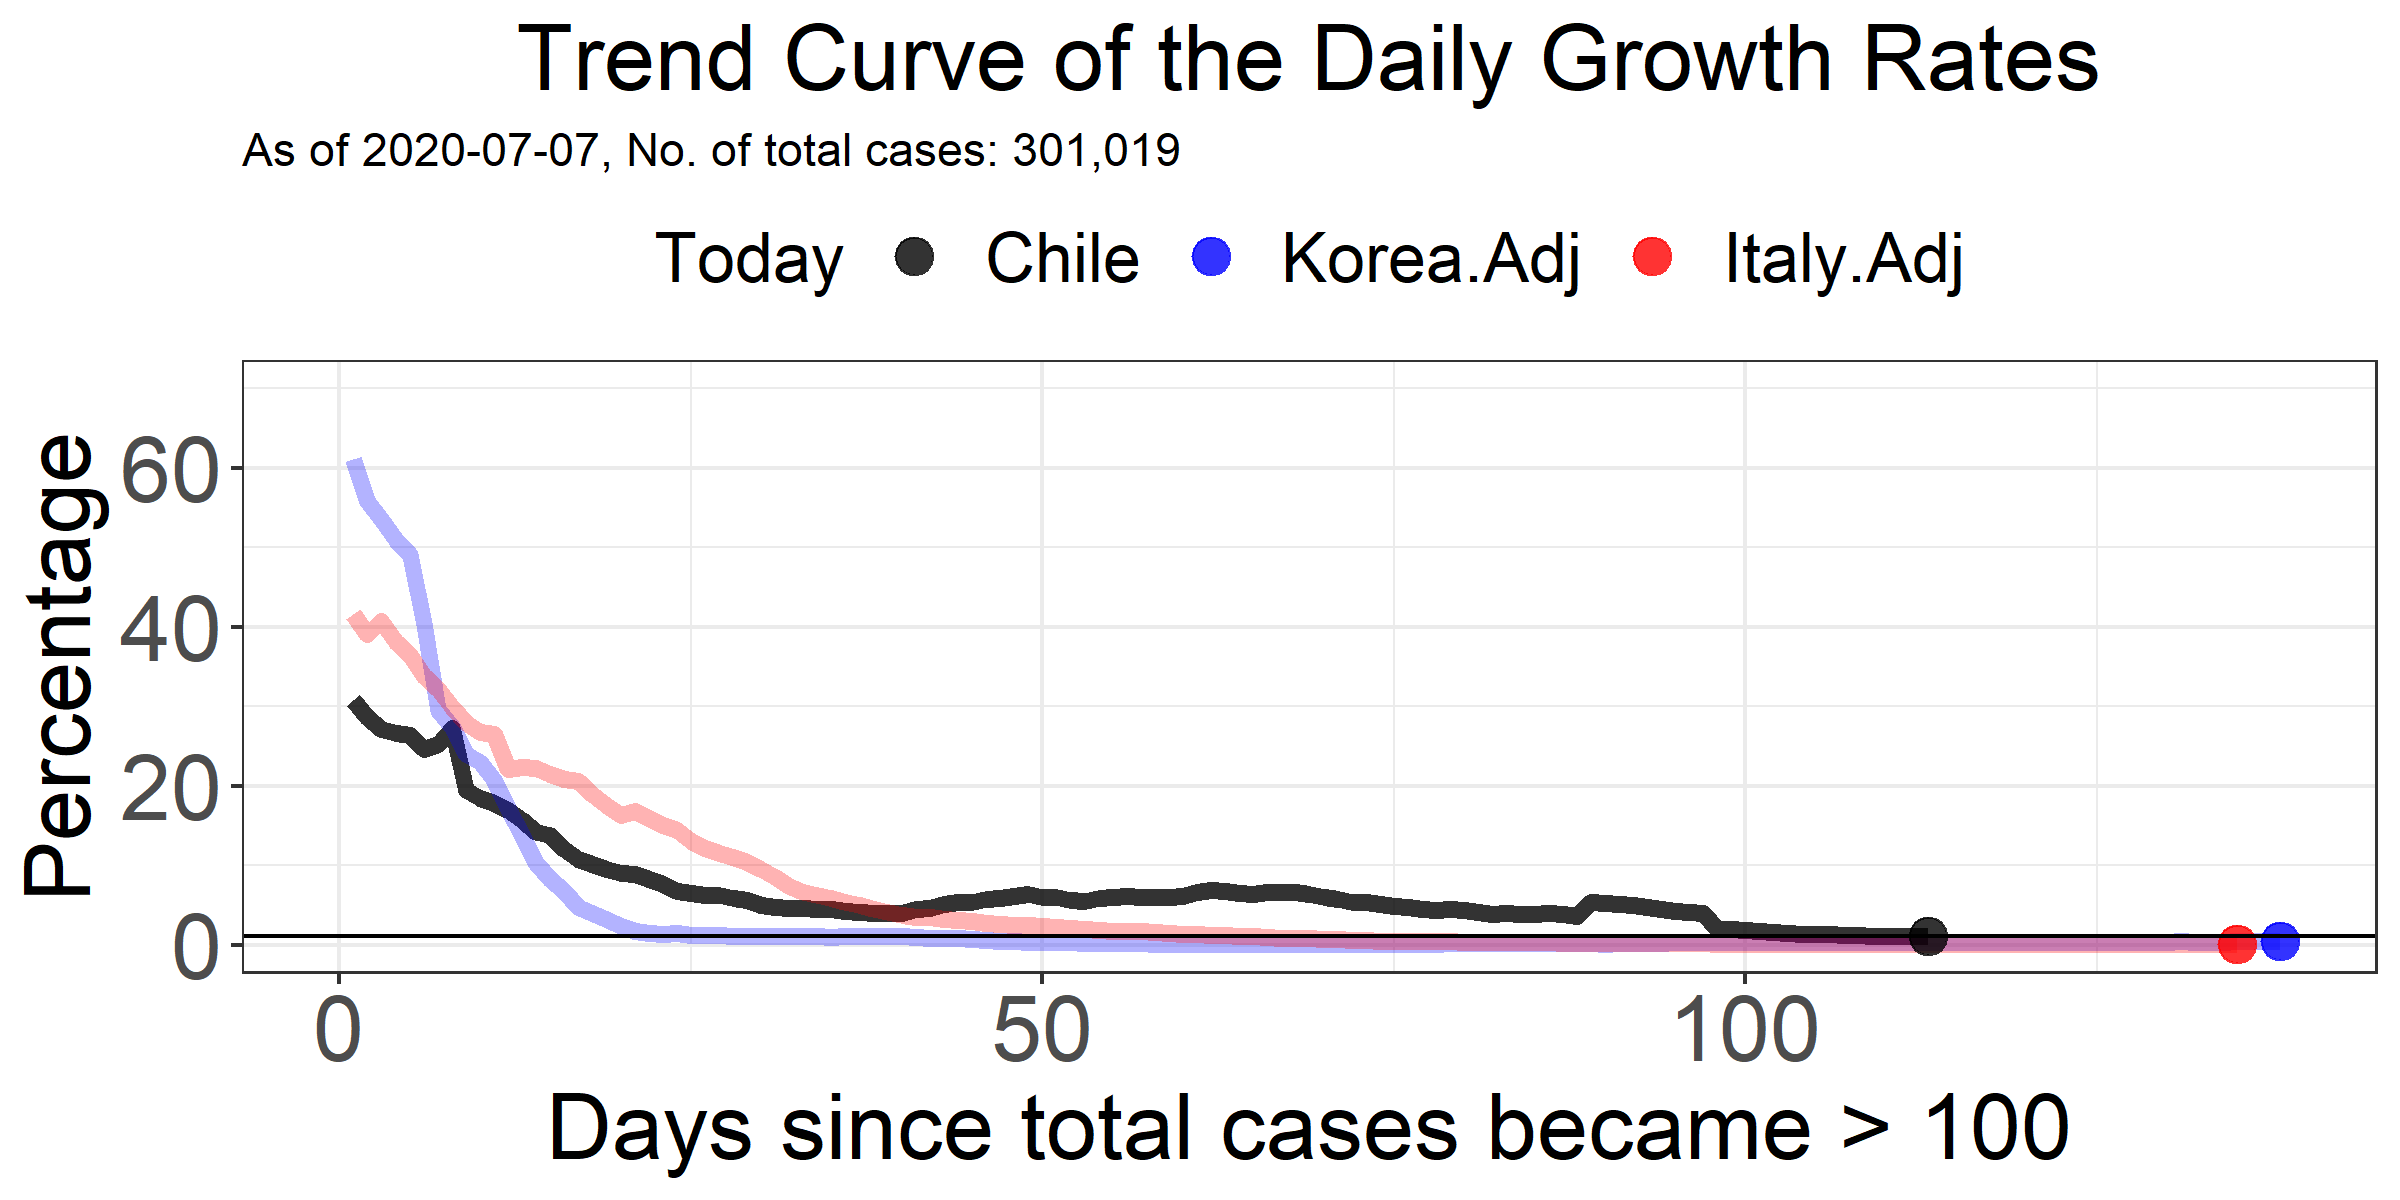 Trend Curve of the Daily Growth Rates
As of 2020-07-07, No. of total cases: 301,019
Today Chile Korea.Adj Italy.Adj
Percentage
60
40
20
0
0 50 100
Days since total cases became > 100